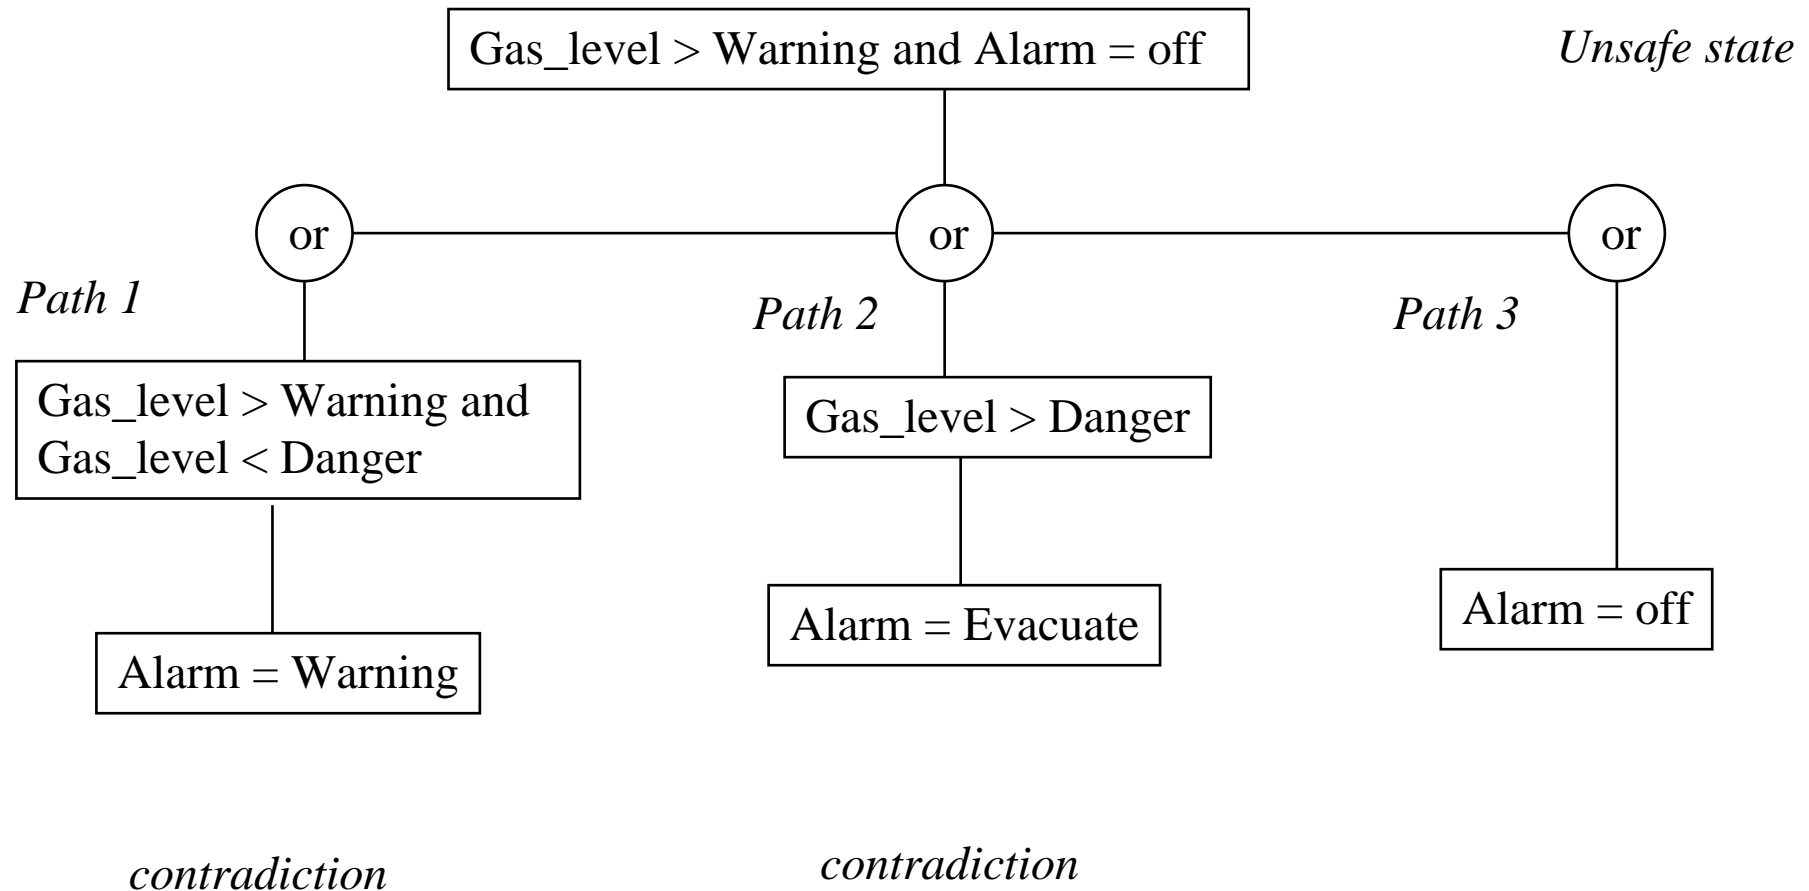 Gas_level > Warning and Alarm = off
Unsafe state
or
or
or
Path 1
Path 2
Path 3
Gas_level > Warning and
Gas_level < Danger
Gas_level > Danger
Alarm = Warning
Alarm = Evacuate
Alarm = off
contradiction
contradiction